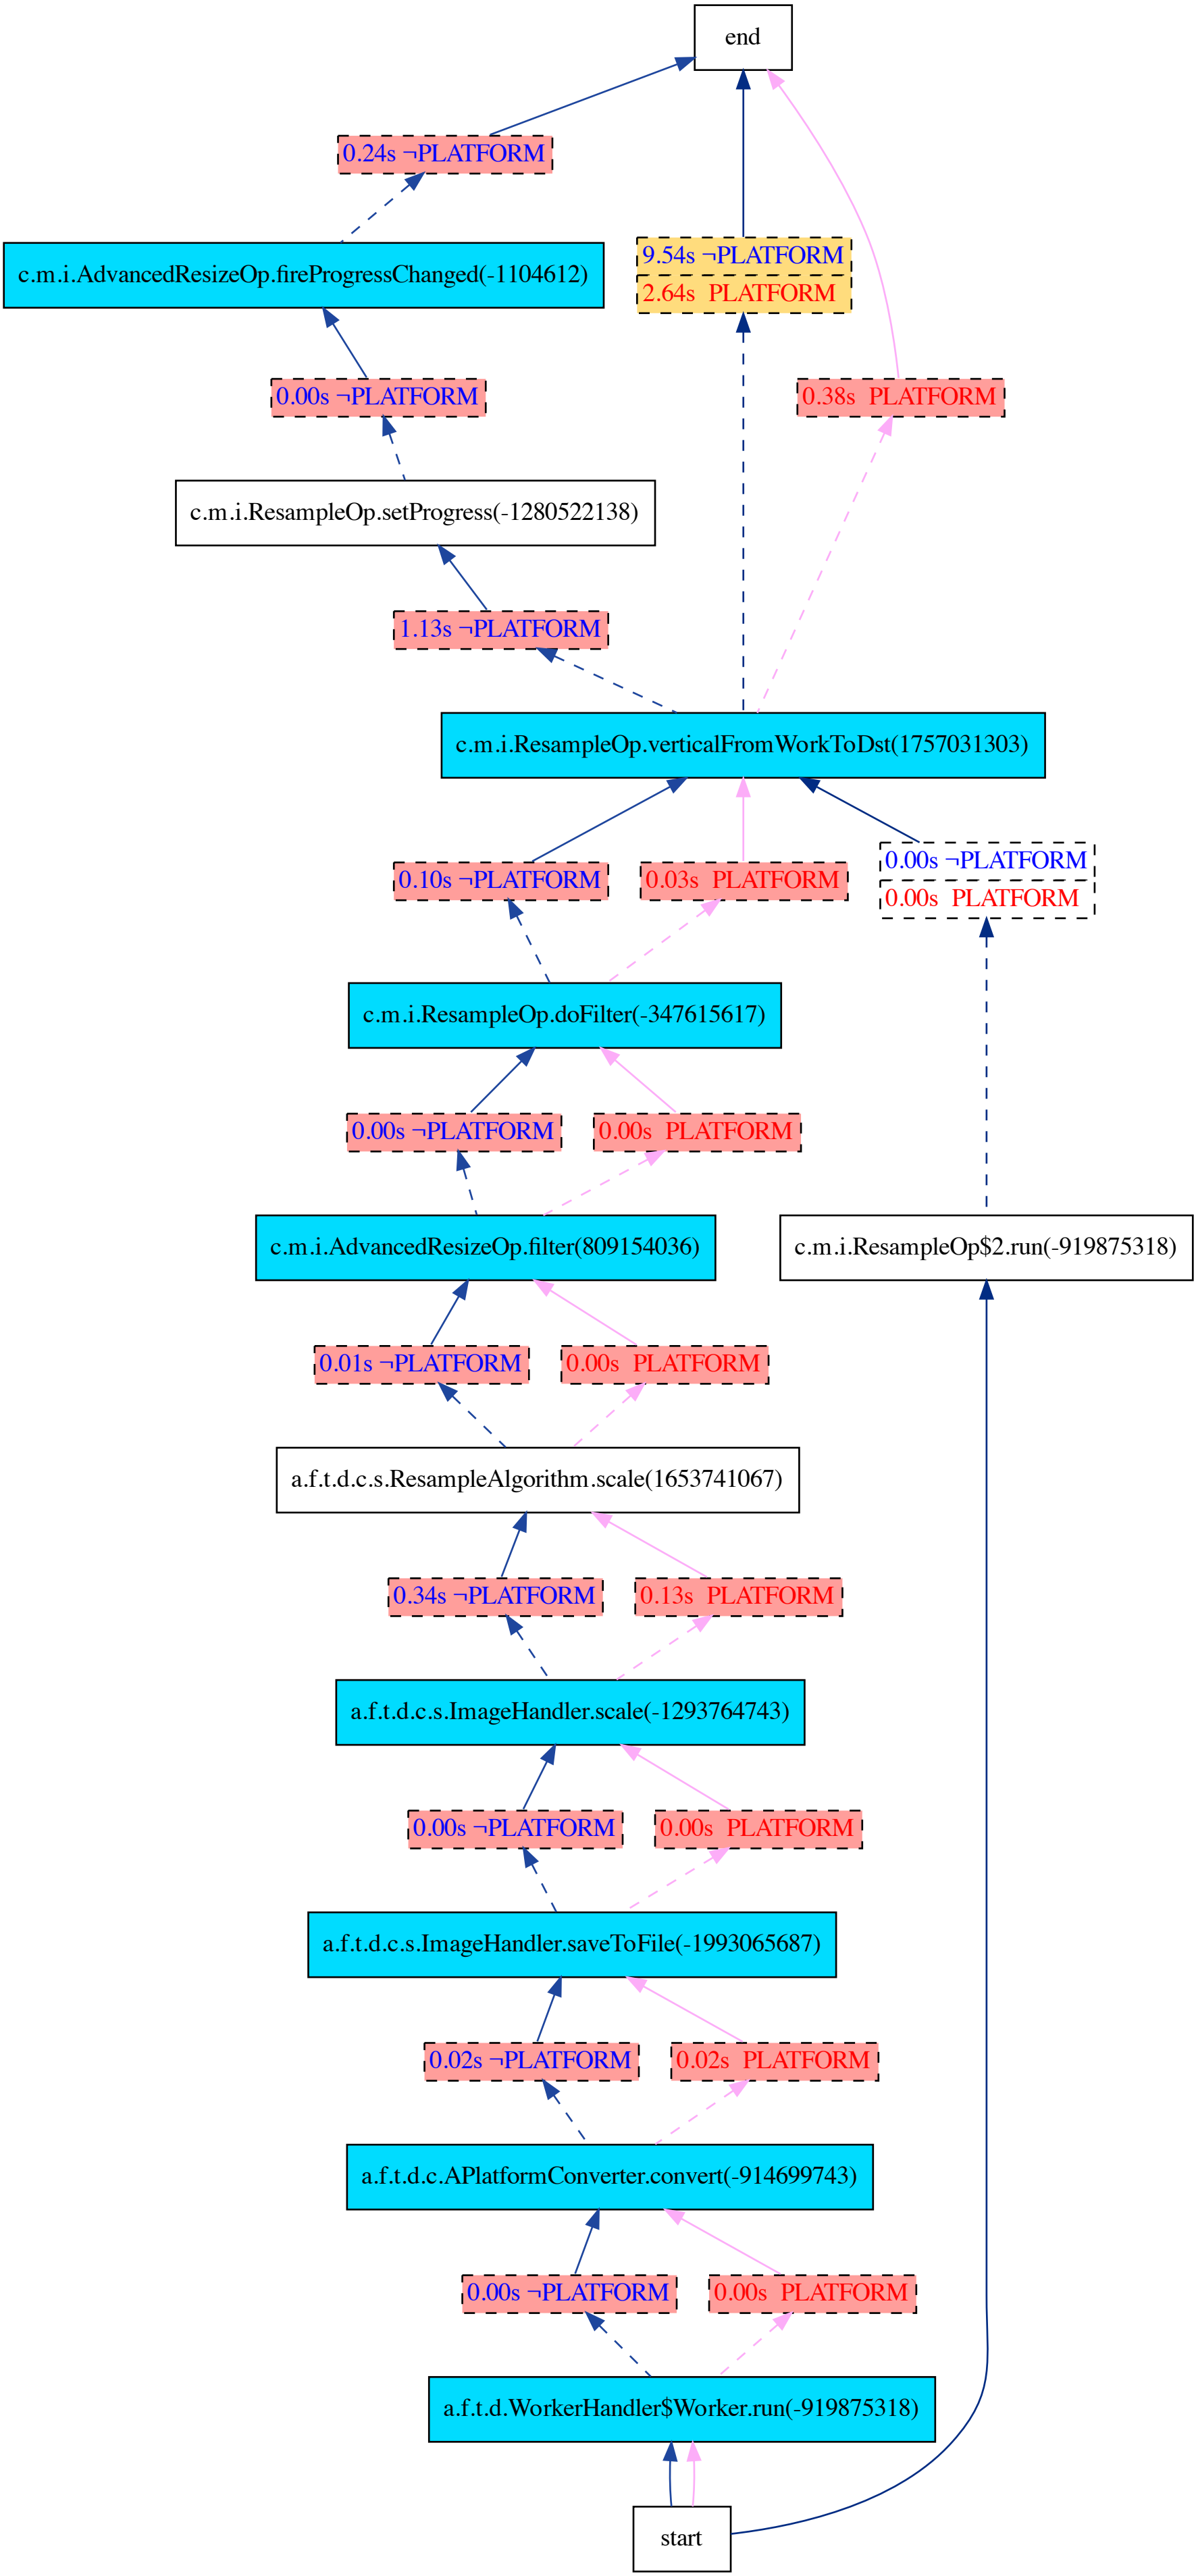 end
0.24s ¬PLATFORM
9.54s ¬PLATFORM
2.64s PLATFORM
c.m.i.AdvancedResizeOp.fireProgressChanged(-1104612)
0.00s ¬PLATFORM
0.38s PLATFORM
c.m.i.ResampleOp.setProgress(-1280522138)
1.13s ¬PLATFORM
c.m.i.ResampleOp.verticalFromWorkToDst(1757031303)
0.10s ¬PLATFORM
0.03s PLATFORM
0.00s ¬PLATFORM
0.00s PLATFORM
c.m.i.ResampleOp.doFilter(-347615617)
0.00s ¬PLATFORM
0.00s PLATFORM
c.m.i.AdvancedResizeOp.filter(809154036)
c.m.i.ResampleOp$2.run(-919875318)
0.01s ¬PLATFORM
0.00s PLATFORM
a.f.t.d.c.s.ResampleAlgorithm.scale(1653741067)
0.34s ¬PLATFORM
0.13s PLATFORM
a.f.t.d.c.s.ImageHandler.scale(-1293764743)
0.00s ¬PLATFORM
0.00s PLATFORM
a.f.t.d.c.s.ImageHandler.saveToFile(-1993065687)
0.02s ¬PLATFORM
0.02s PLATFORM
a.f.t.d.c.APlatformConverter.convert(-914699743)
0.00s ¬PLATFORM
0.00s PLATFORM
a.f.t.d.WorkerHandler$Worker.run(-919875318)
start